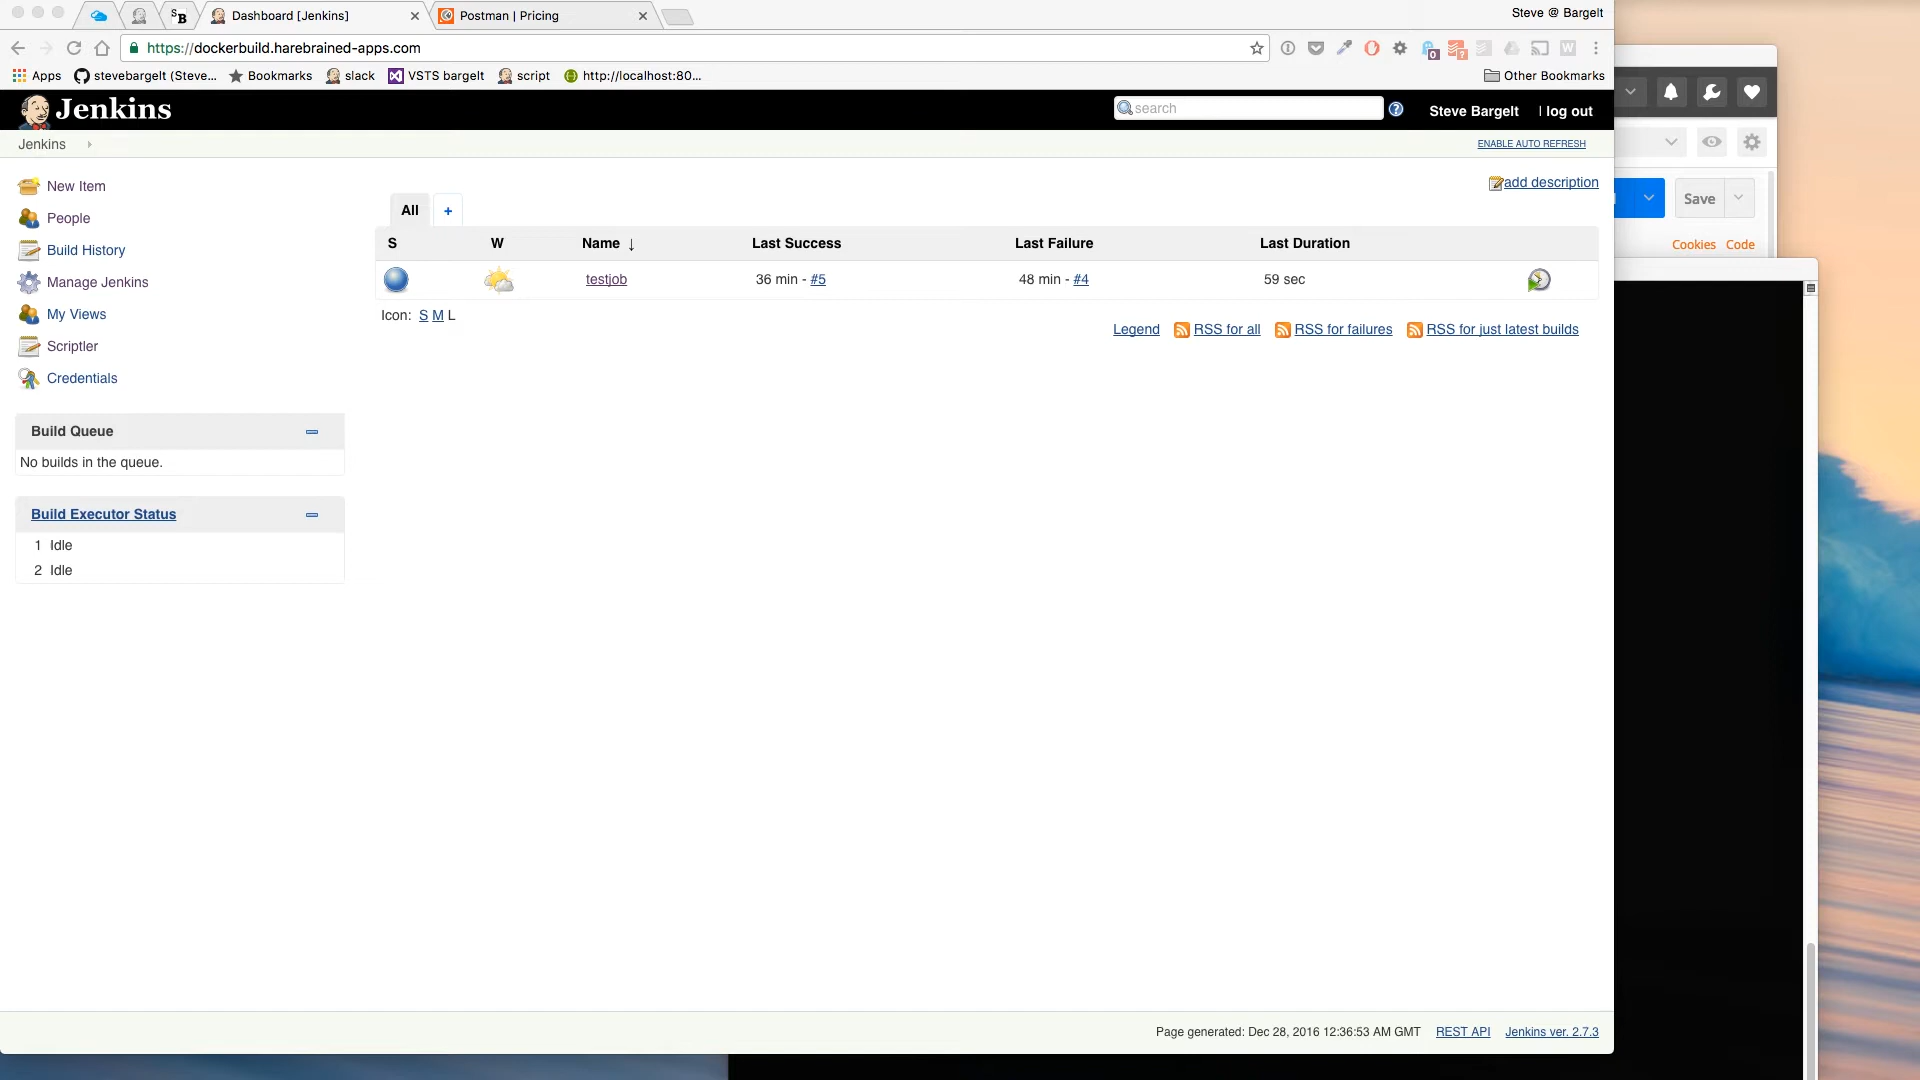 Dashboard [Jenkins]
Postman | Pricing
Steve @ Bargelt
https://dockerbuild.harebrained-apps.com
Apps
stevebargelt (Steve...
Bookmarks
slack
VSTS bargelt
script
http://localhost:80...
Other Bookmarks
Jenkins
search
Steve Bargelt
| log out
Jenkins
ENABLE AUTO REFRESH
New Item
People
Build History
Manage Jenkins
My Views
Scriptler
Credentials
add description
All
+
S W Name ↓ Last Success Last Failure Last Duration
testjob 36 min - #5 48 min - #4 59 sec
Icon: S M L
Legend RSS for all RSS for failures RSS for just latest builds
Build Queue
No builds in the queue.
Build Executor Status
1 Idle
2 Idle
Save
Cookies Code
Page generated: Dec 28, 2016 12:36:53 AM GMT REST API Jenkins ver. 2.7.3